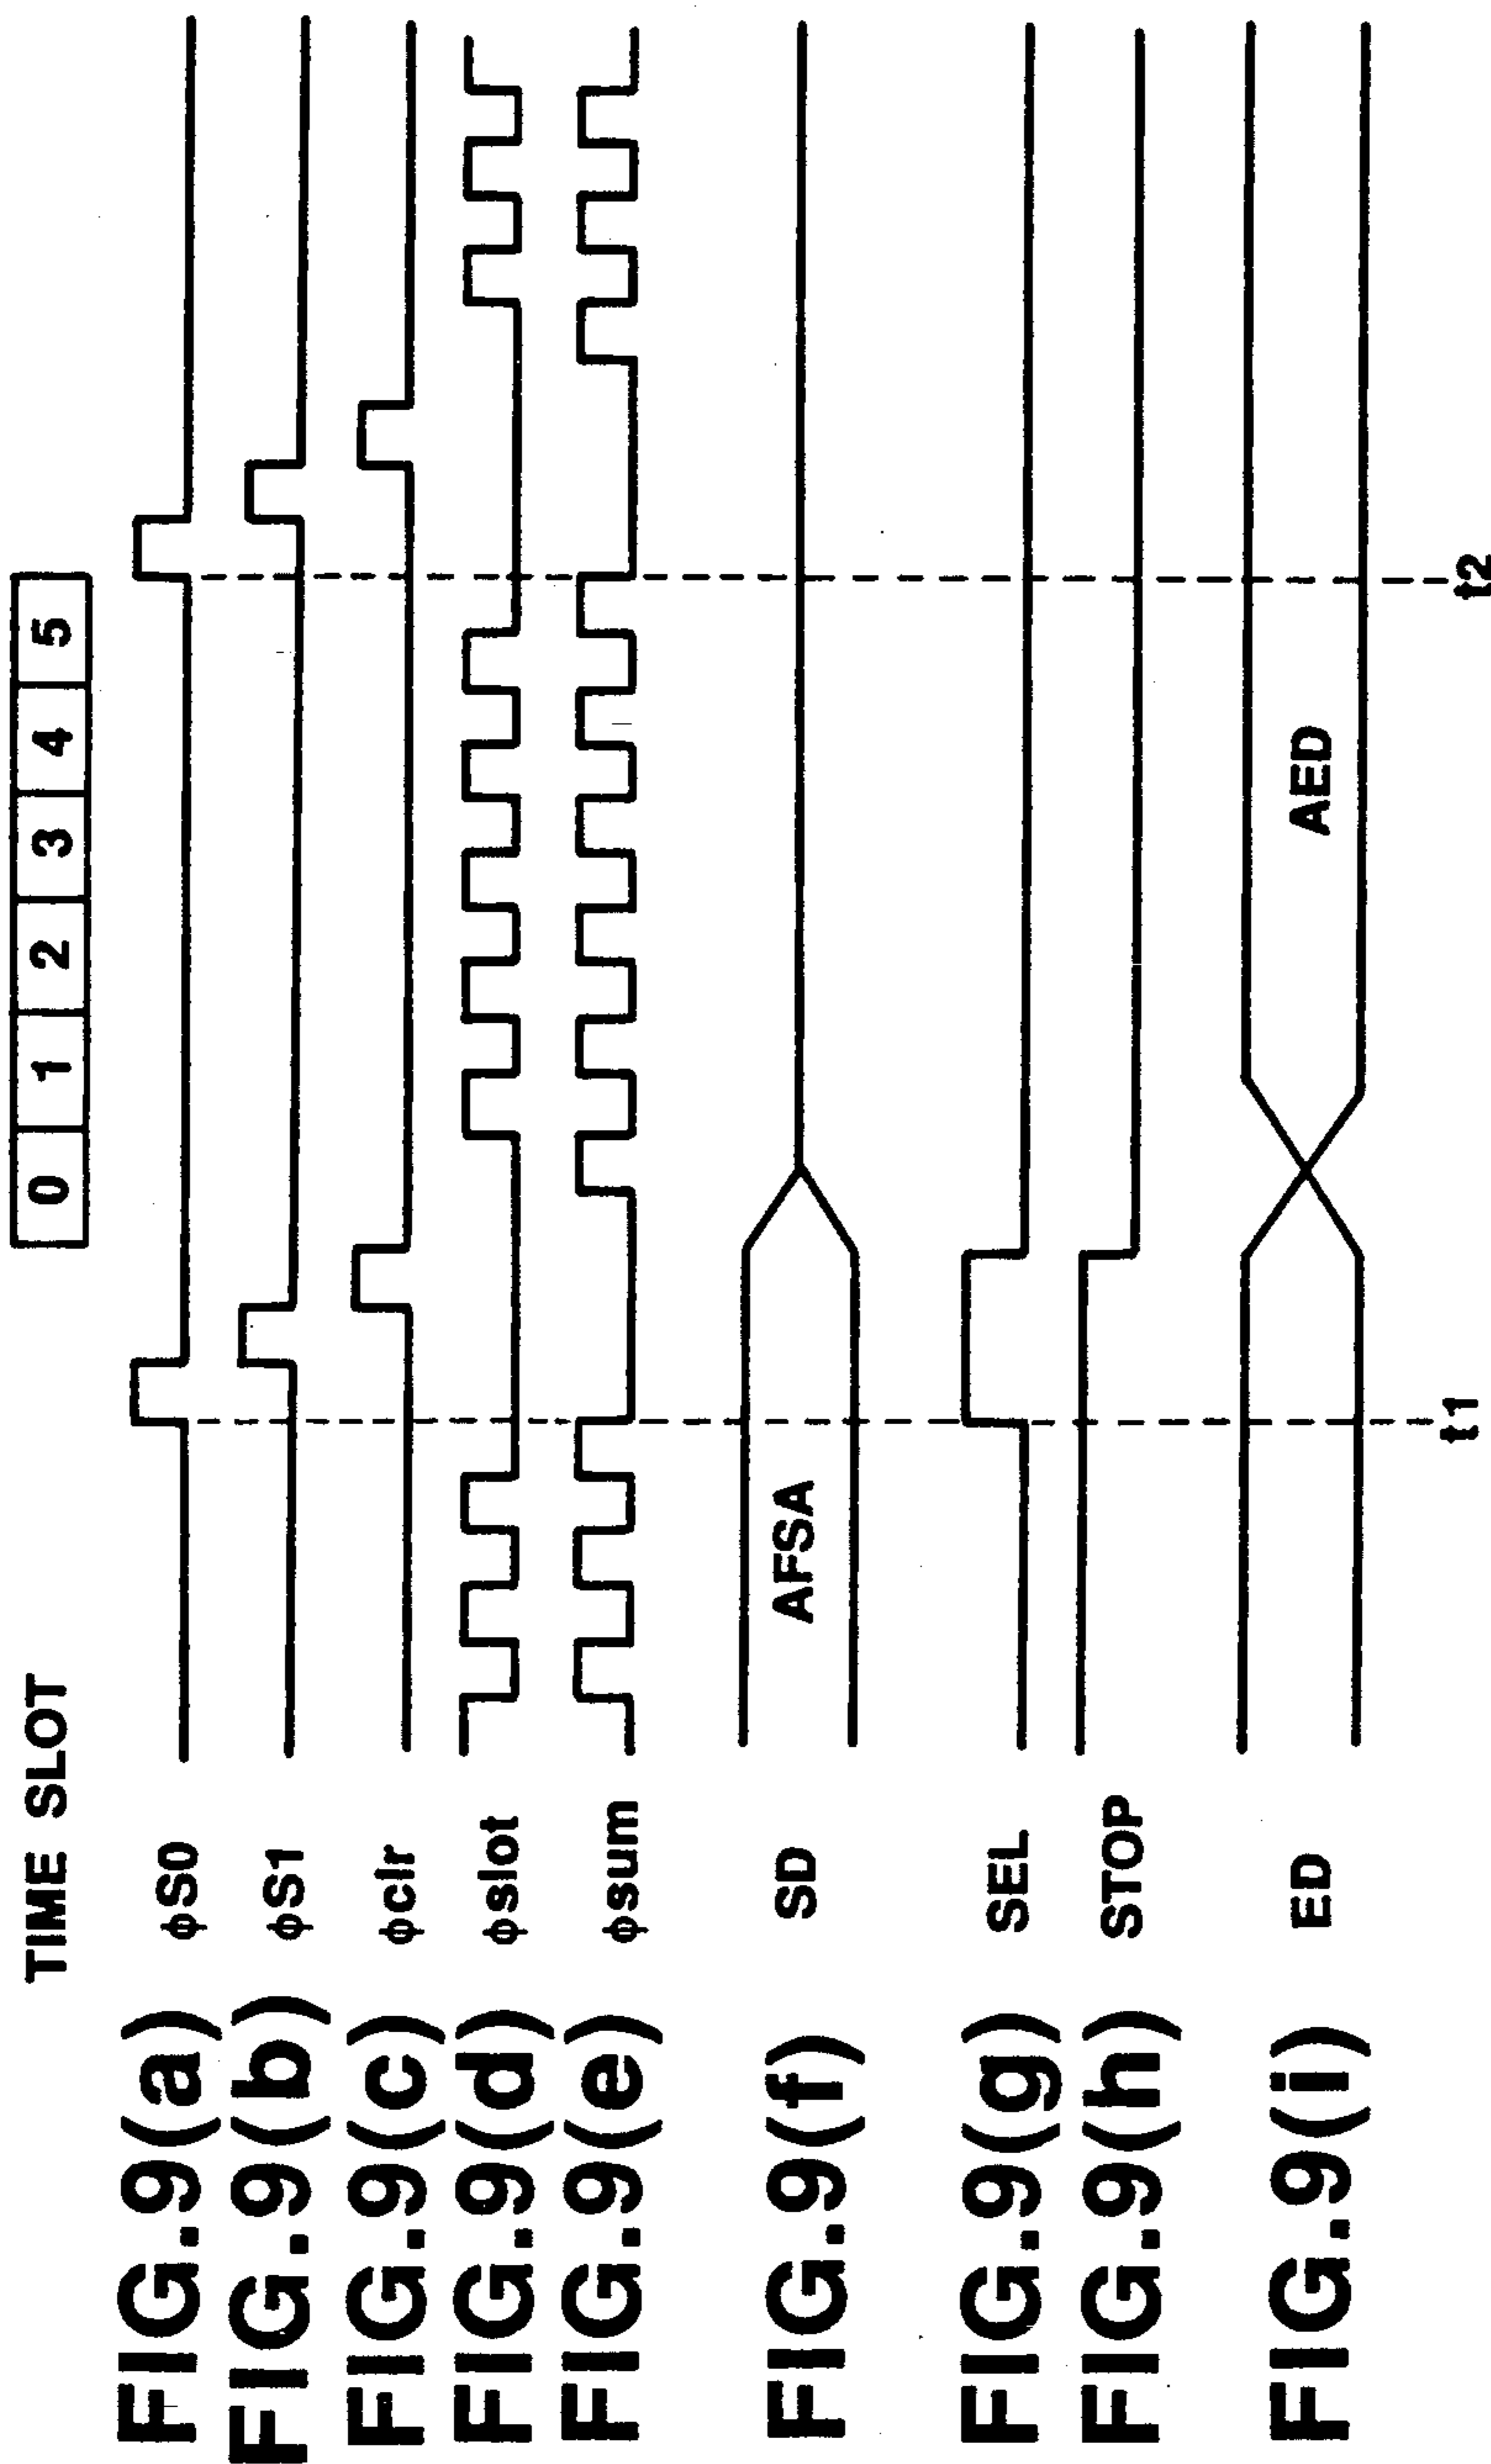 TIME SLOT 0 1 2 3 4 5
FIG.9(a) φS0
FIG.9(b) φS1
FIG.9(c) φclr
FIG.9(d) φslot
FIG.9(e) φsum
FIG.9(f) SD AFSA
FIG.9(g) SEL
FIG.9(h) STOP
FIG.9(i) ED AED
t1 t2